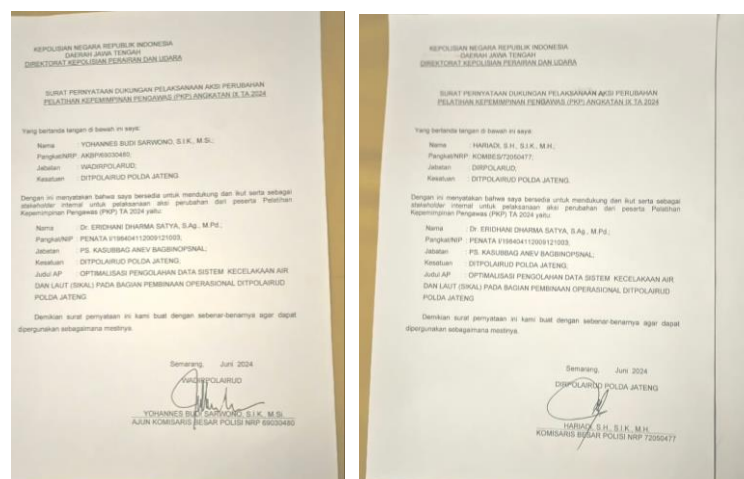 KEPOLISIAN NEGARA REPUBLIK INDONESIA
DAERAH JAWA TENGAH
DIREKTORAT KEPOLISIAN PERAIRAN DAN UDARA
SURAT PERNYATAAN DUKUNGAN PELAKSANAAN AKSI PERUBAHAN
PELATIHAN KEPEMIMPINAN PENGAWAS (PKP) ANGKATAN IX TA 2024
Yang bertanda tangan di bawah ini saya:
Nama : YOHANNES BUDI SARWONO, S.I.K., M.Si.;
Pangkat/NRP : AKBP/69030480;
Jabatan : WADIRPOLARUD;
Kesatuan : DITPOLAIRUD POLDA JATENG.
Dengan ini menyatakan bahwa saya bersedia untuk mendukung dan ikut serta sebagai
stakeholder internal untuk pelaksanaan aksi perubahan dari peserta Pelatihan
Kepemimpinan Pengawas (PKP) TA 2024 yaitu:
Nama : Dr. ERIDHANI DHARMA SATYA, S.Ag., M.Pd.;
Pangkat/NIP : PENATA I/198404112009121003;
Jabatan : PS. KASUBBAG ANEV BAGBINOPSNAL;
Kesatuan : DITPOLAIRUD POLDA JATENG;
Judul AP : OPTIMALISASI PENGOLAHAN DATA SISTEM KECELAKAAN AIR
DAN LAUT (SIKAL) PADA BAGIAN PEMBINAAN OPERASIONAL DITPOLAIRUD
POLDA JATENG
Demikian surat pernyataan ini kami buat dengan sebenar-benarnya agar dapat
dipergunakan sebagaimana mestinya.
Semarang, Juni 2024
WADIRPOLAIRUD
YOHANNES BUDI SARWONO, S.I.K., M.Si.
AJUN KOMISARIS BESAR POLISI NRP 69030480
KEPOLISIAN NEGARA REPUBLIK INDONESIA
DAERAH JAWA TENGAH
DIREKTORAT KEPOLISIAN PERAIRAN DAN UDARA
SURAT PERNYATAAN DUKUNGAN PELAKSANAAN AKSI PERUBAHAN
PELATIHAN KEPEMIMPINAN PENGAWAS (PKP) ANGKATAN IX TA 2024
Yang bertanda tangan di bawah ini saya:
Nama : HARIADI, S.H., S.I.K., M.H.;
Pangkat/NRP : KOMBES/72050477;
Jabatan : DIRPOLARUD;
Kesatuan : DITPOLAIRUD POLDA JATENG.
Dengan ini menyatakan bahwa saya bersedia untuk mendukung dan ikut serta sebagai
stakeholder internal untuk pelaksanaan aksi perubahan dari peserta Pelatihan
Kepemimpinan Pengawas (PKP) TA 2024 yaitu:
Nama : Dr. ERIDHANI DHARMA SATYA, S.Ag., M.Pd.;
Pangkat/NIP : PENATA I/198404112009121003;
Jabatan : PS. KASUBBAG ANEV BAGBINOPSNAL;
Kesatuan : DITPOLAIRUD POLDA JATENG;
Judul AP : OPTIMALISASI PENGOLAHAN DATA SISTEM KECELAKAAN AIR
DAN LAUT (SIKAL) PADA BAGIAN PEMBINAAN OPERASIONAL DITPOLAIRUD
POLDA JATENG
Demikian surat pernyataan ini kami buat dengan sebenar-benarnya agar dapat
dipergunakan sebagaimana mestinya.
Semarang, Juni 2024
DIRPOLAIRUD POLDA JATENG
HARIADI, S.H., S.I.K., M.H.
KOMISARIS BESAR POLISI NRP 72050477